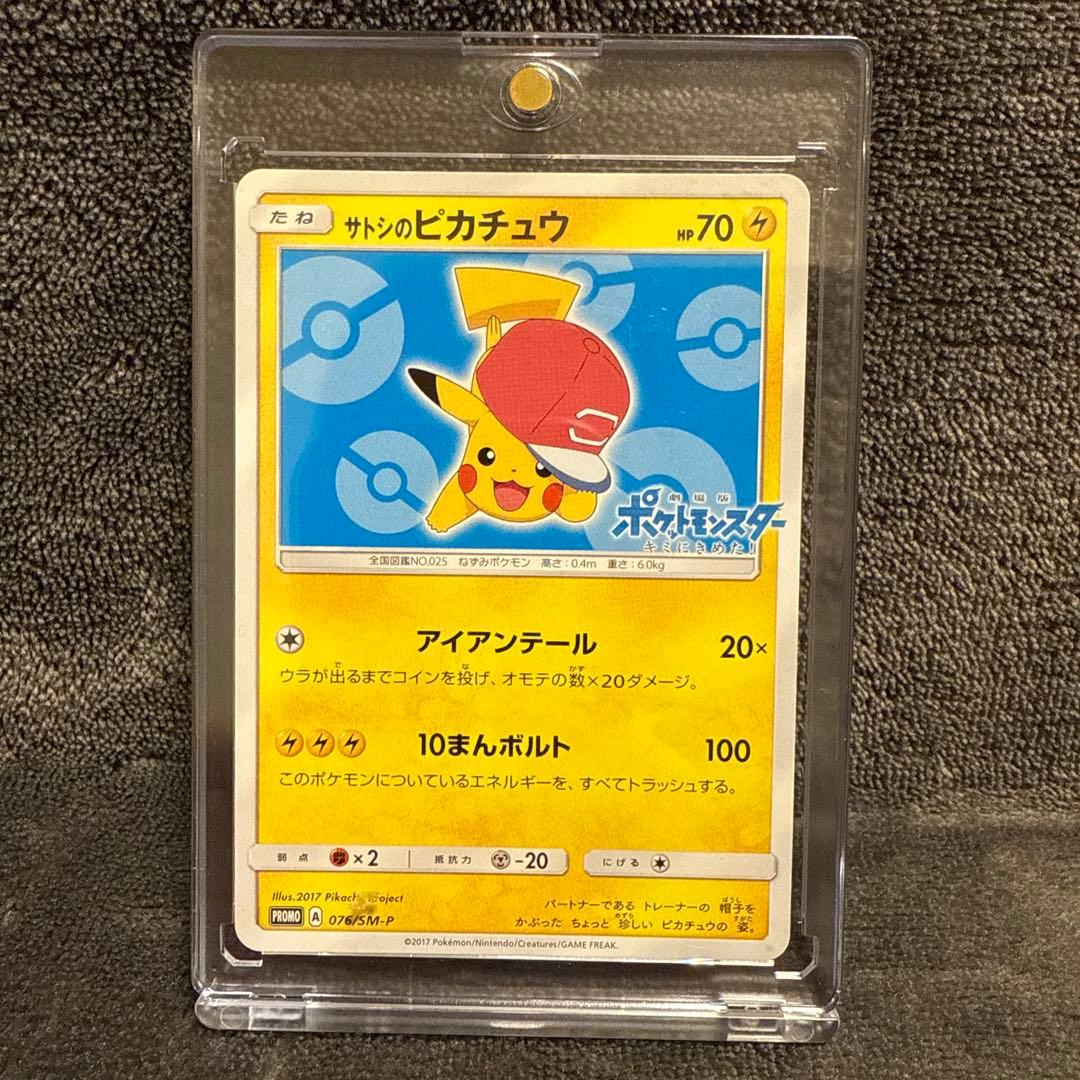 たね サトシのピカチュウ HP70
劇場版
ポケットモンスター
キミにきめた!
全国図鑑NO.025 ねずみポケモン 高さ:0.4m 重さ:6.0kg
アイアンテール 20×
ウラが出るまでコインを投げ、オモテの数×20ダメージ。
10まんボルト 100
このポケモンについているエネルギーを、すべてトラッシュする。
弱点 ×2 抵抗力 -20 にげる
Illus.2017 Pikachu Project
PROMO A 076/SM-P
パートナーである トレーナーの 帽子を
かぶった ちょっと 珍しい ピカチュウの 姿。
©2017 Pokémon/Nintendo/Creatures/GAME FREAK.